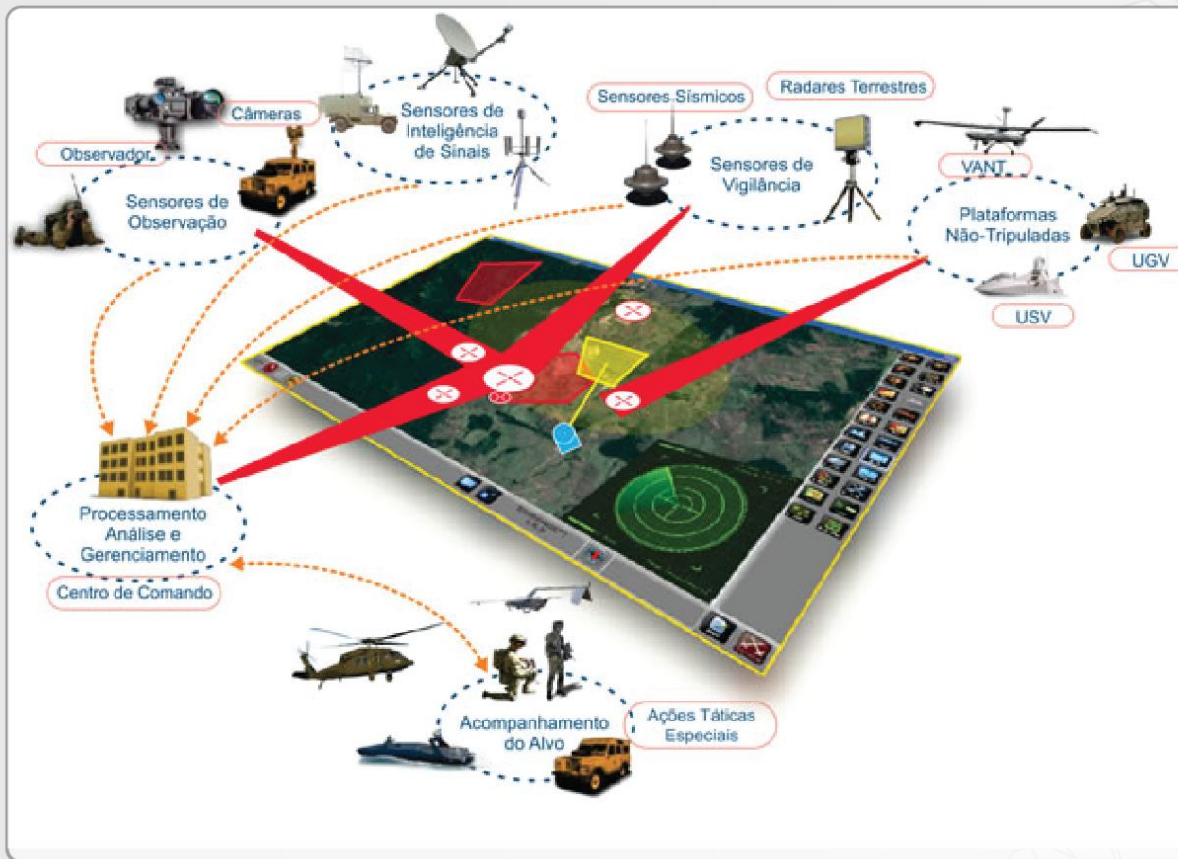 Câmeras
Observador
Sensores de
Observação
Sensores de
Inteligência
de Sinais
Sensores Sísmicos
Radares Terrestres
Sensores de
Vigilância
VANT
Plataformas
Não-Tripuladas
UGV
USV
Processamento
Análise e
Gerenciamento
Centro de Comando
Acompanhamento
do Alvo
Ações Táticas
Especiais